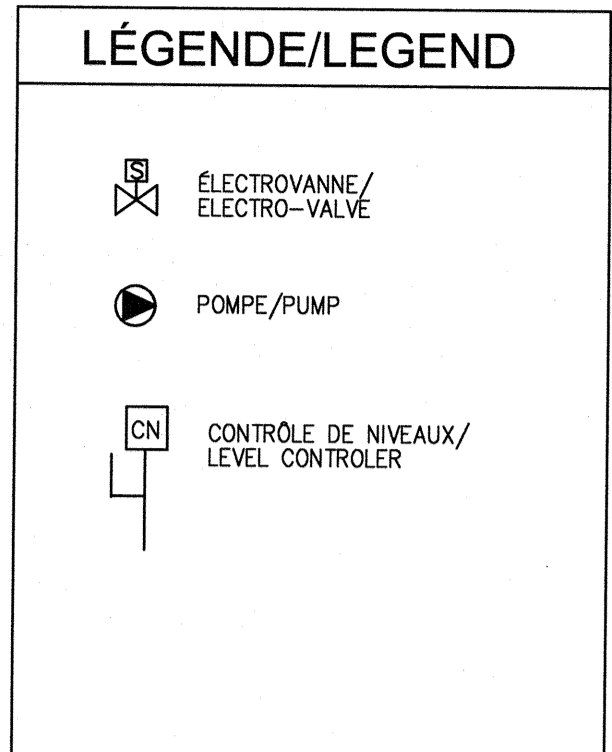 LÉGENDE/LEGEND
S
ÉLECTROVANNE/
ELECTRO-VALVE
POMPE/PUMP
CN
CONTRÔLE DE NIVEAUX/
LEVEL CONTROLER